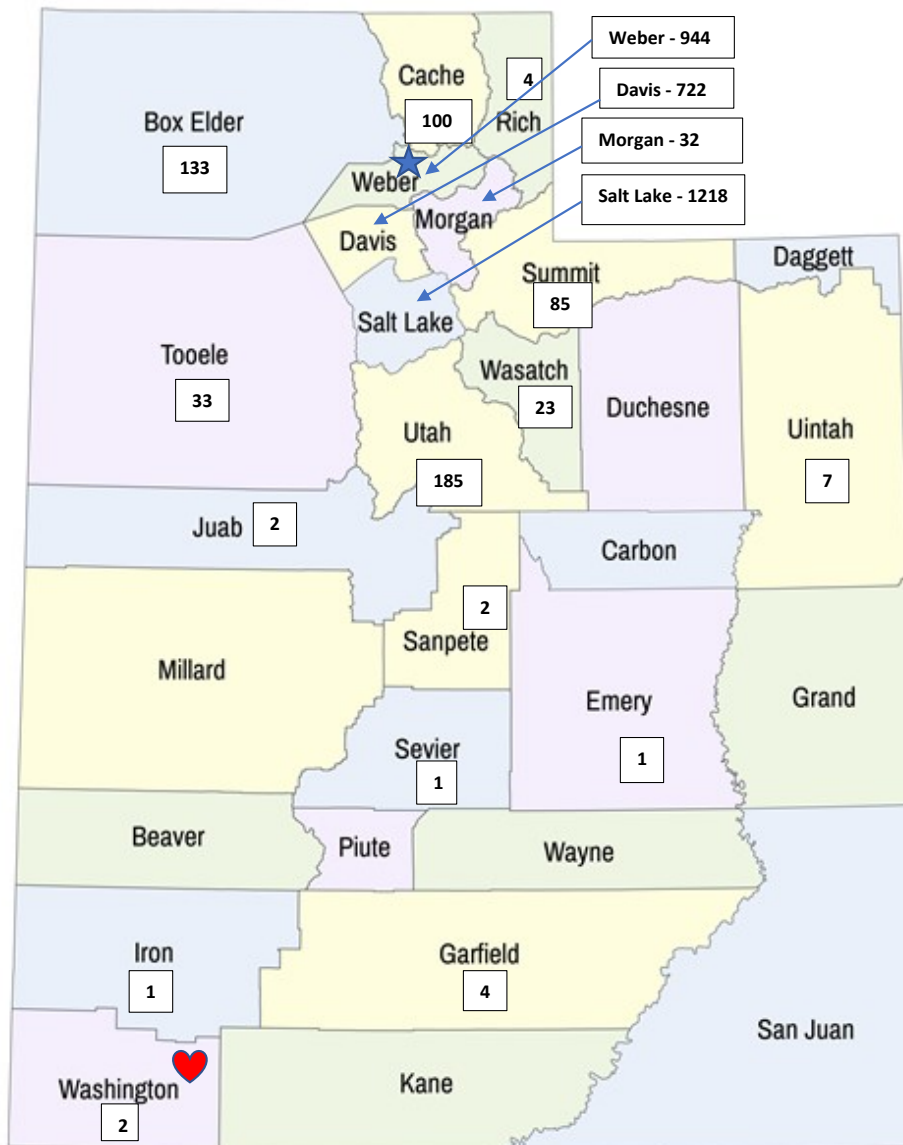 Weber - 944
Cache
4
Davis - 722
Box Elder
100
Rich
133
Morgan - 32
Weber
Salt Lake - 1218
Morgan
Davis
Daggett
Summit
85
Salt Lake
Tooele
33
Wasatch
23
Duchesne
Uintah
7
Utah
185
Juab
2
Carbon
2
Sanpete
Millard
Emery
1
Grand
Sevier
1
Beaver
Piute
Wayne
Iron
1
Garfield
4
San Juan
Washington
2
Kane